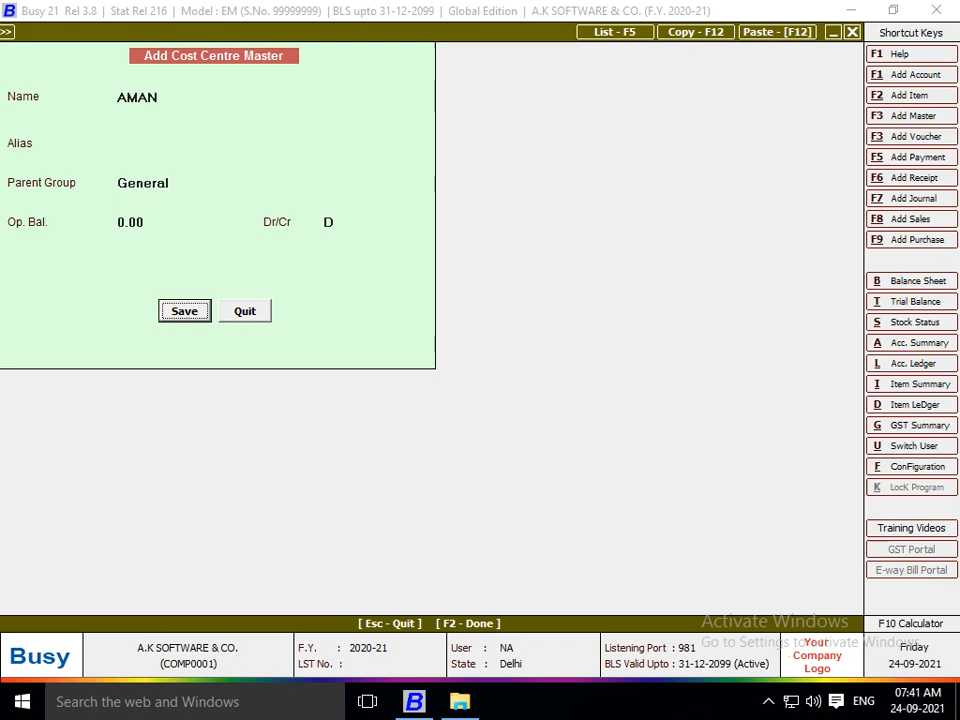 Busy 21 Rel 3.8 | Stat Rel 216 | Model : EM (S.No. 99999999) | BLS upto 31-12-2099 | Global Edition | A.K SOFTWARE & CO. (F.Y. 2020-21)
>> List - F5 Copy - F12 Paste - [F12] Shortcut Keys
Add Cost Centre Master
Name AMAN
Alias
Parent Group General
Op. Bal. 0.00 Dr/Cr D
Save Quit
F1 Help
F1 Add Account
F2 Add Item
F3 Add Master
F3 Add Voucher
F5 Add Payment
F6 Add Receipt
F7 Add Journal
F8 Add Sales
F9 Add Purchase
B Balance Sheet
T Trial Balance
S Stock Status
A Acc. Summary
L Acc. Ledger
I Item Summary
D Item LeDger
G GST Summary
U Switch User
F ConFiguration
K LocK Program
Training Videos
GST Portal
E-way Bill Portal
[ Esc - Quit ] [ F2 - Done ] F10 Calculator
Activate Windows
Go to Settings to activate Windows.
Busy
A.K SOFTWARE & CO.
(COMP0001)
F.Y. : 2020-21
LST No. :
User : NA
State : Delhi
Listening Port : 981
BLS Valid Upto : 31-12-2099 (Active)
Your
Company
Logo
Friday
24-09-2021
Search the web and Windows
B
ENG
07:41 AM
24-09-2021